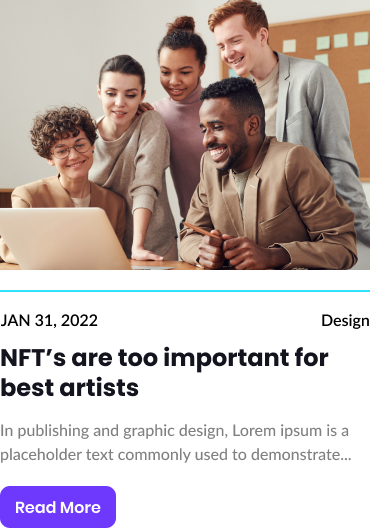 JAN 31, 2022 Design
NFT’s are too important for
best artists
In publishing and graphic design, Lorem ipsum is a
placeholder text commonly used to demonstrate...
Read More